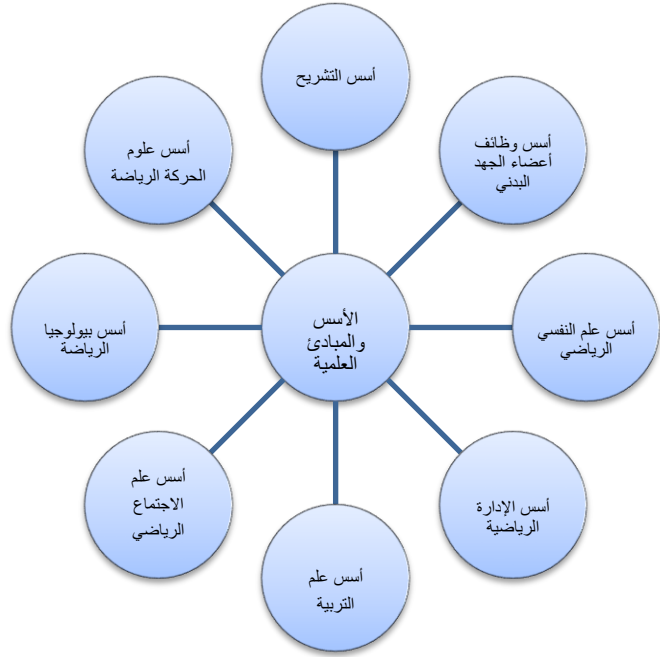 أسس التشريح
أسس وظائف
أعضاء الجهد
البدني
أسس علم النفسي
الرياضي
أسس الإدارة
الرياضية
أسس علم
التربية
أسس علم
الاجتماع
الرياضي
أسس بيولوجيا
الرياضة
أسس علوم
الحركة الرياضة
الأسس
والمبادئ
العلمية